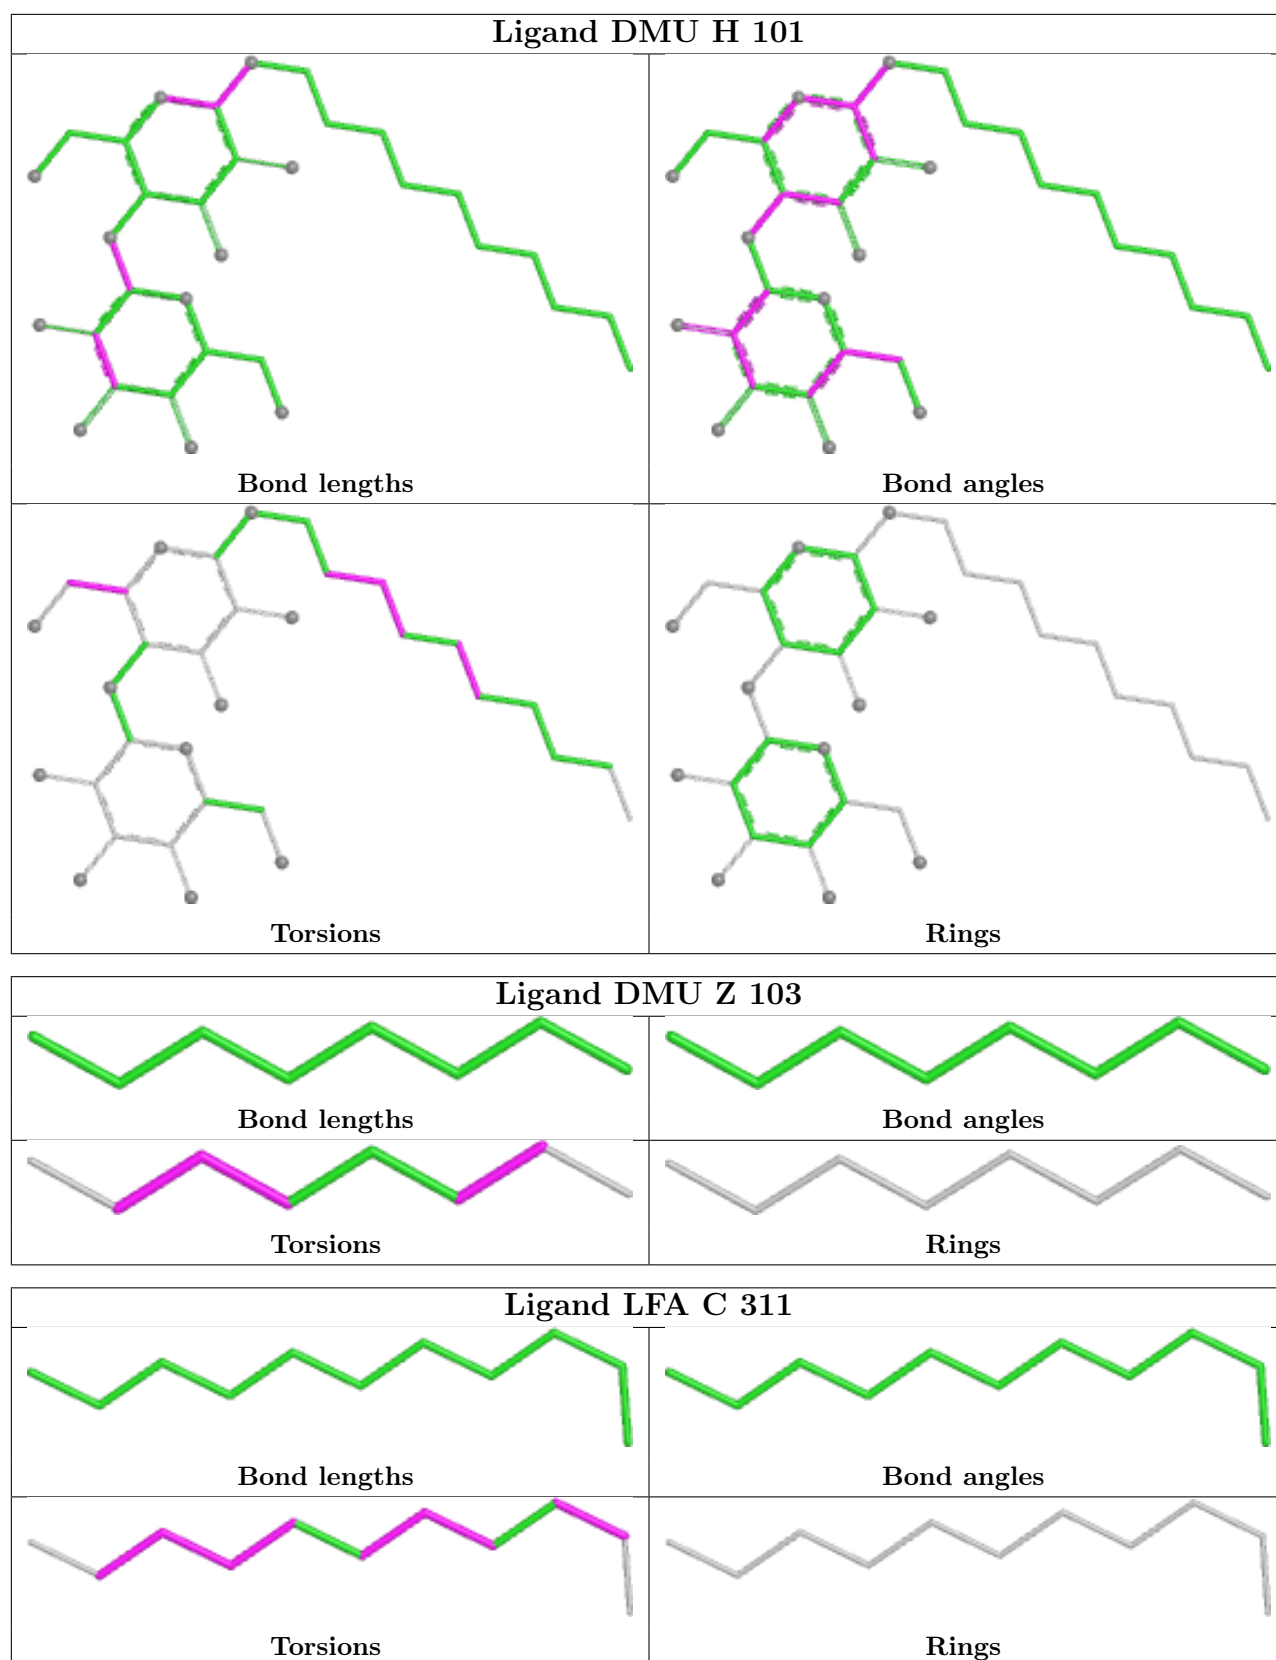 Ligand DMU H 101
Bond lengths
Bond angles
Torsions
Rings
Ligand DMU Z 103
Bond lengths
Bond angles
Torsions
Rings
Ligand LFA C 311
Bond lengths
Bond angles
Torsions
Rings